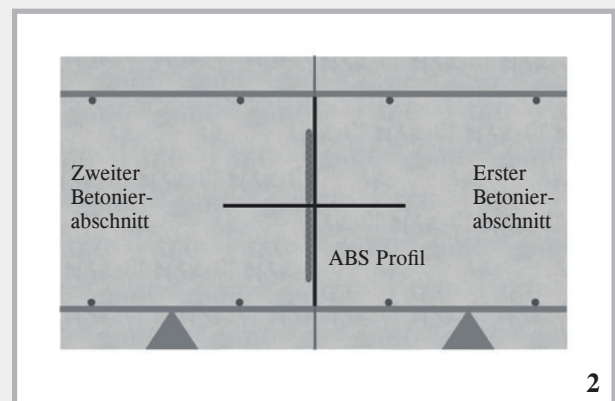 Zweiter
Betonier-
abschnitt
Erster
Betonier-
abschnitt
ABS Profil
2